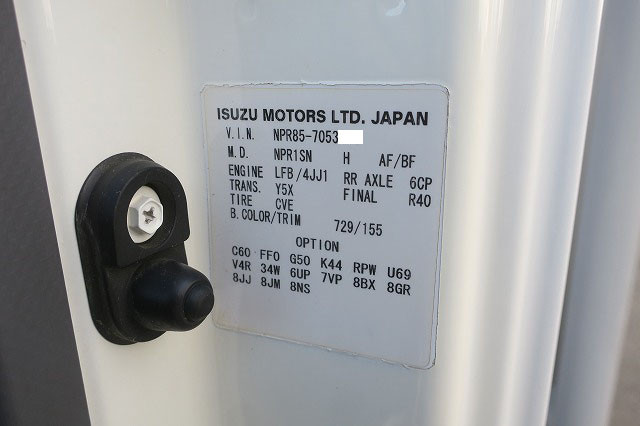 ISUZU MOTORS LTD. JAPAN
V.I.N. NPR85-7053
M.D. NPR1SN H AF/BF
ENGINE LFB/4JJ1 RR AXLE 6CP
TRANS. Y5X FINAL R40
TIRE CVE
B.COLOR/TRIM 729/155
OPTION
C60 FF0 G50 K44 RPW U69
V4R 34W 6UP 7VP 8BX 8GR
8JJ 8JM 8NS